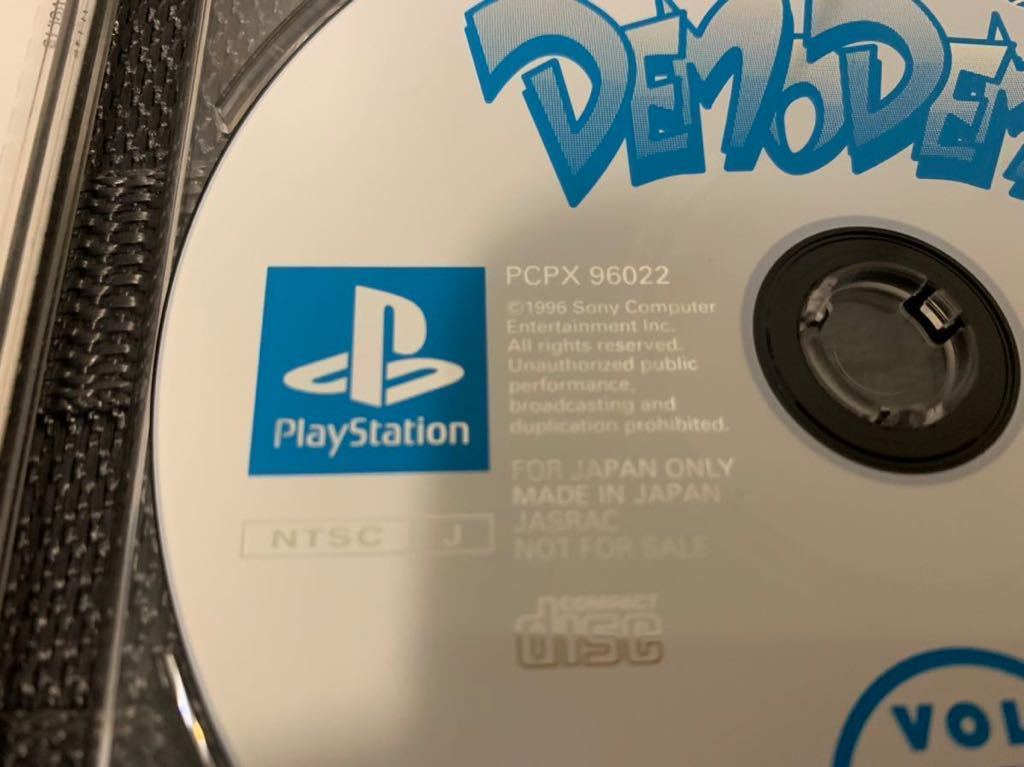 DEMODEM
PCPX 96022
©1996 Sony Computer
Entertainment Inc.
All rights reserved.
Unauthorized public
performance,
broadcasting and
duplication prohibited.
PlayStation
FOR JAPAN ONLY
MADE IN JAPAN
JASRAC
NOT FOR SALE
NTSC J
COMPACT
disc
VOL